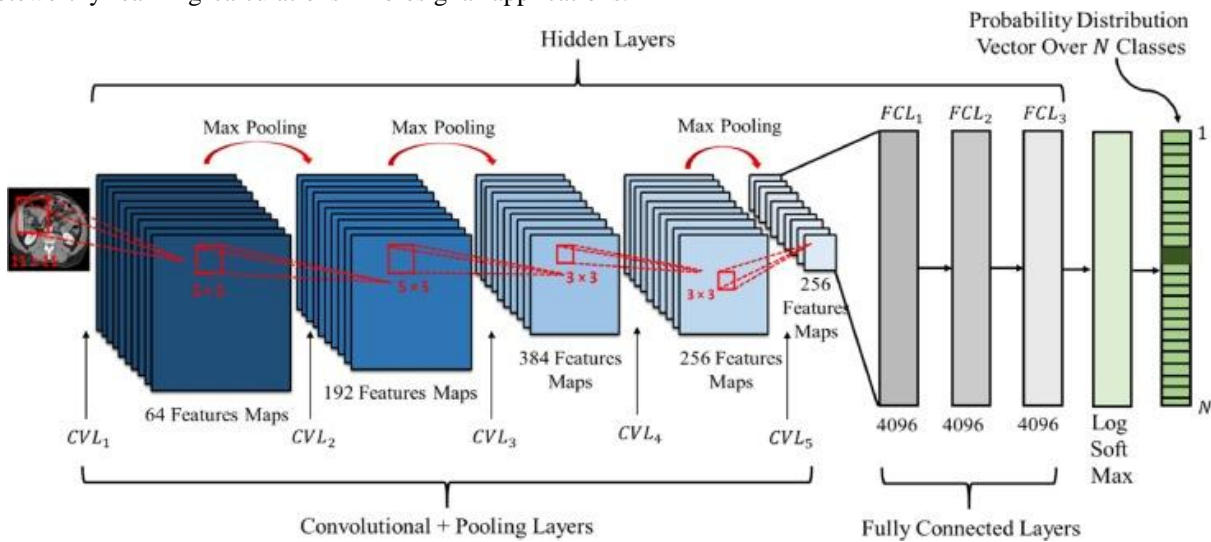 Probability Distribution
Vector Over N Classes
Hidden Layers
Max Pooling
Max Pooling
Max Pooling
FCL₁
FCL₂
FCL₃
1
11 × 11
5 × 5
5 × 5
3 × 3
3 × 3
256
Features
Maps
384 Features
Maps
256 Features
Maps
192 Features Maps
64 Features Maps
N
CVL₁
CVL₂
CVL₃
CVL₄
CVL₅
4096
4096
4096
Log
Soft
Max
Convolutional + Pooling Layers
Fully Connected Layers